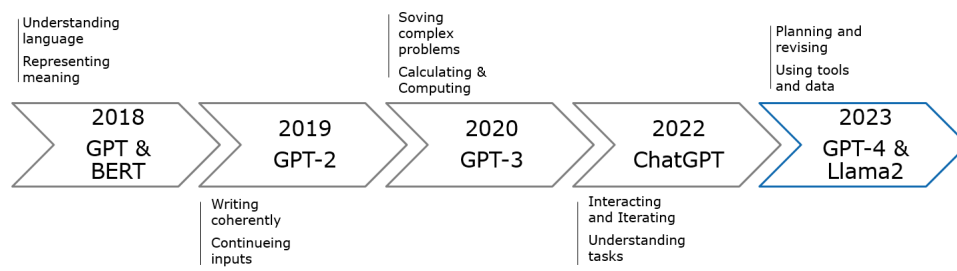 Understanding
language
Representing
meaning
Soving
complex
problems
Calculating &
Computing
Planning and
revising
Using tools
and data
2018
GPT &
BERT
2019
GPT-2
2020
GPT-3
2022
ChatGPT
2023
GPT-4 &
Llama2
Writing
coherently
Continueing
inputs
Interacting
and Iterating
Understanding
tasks